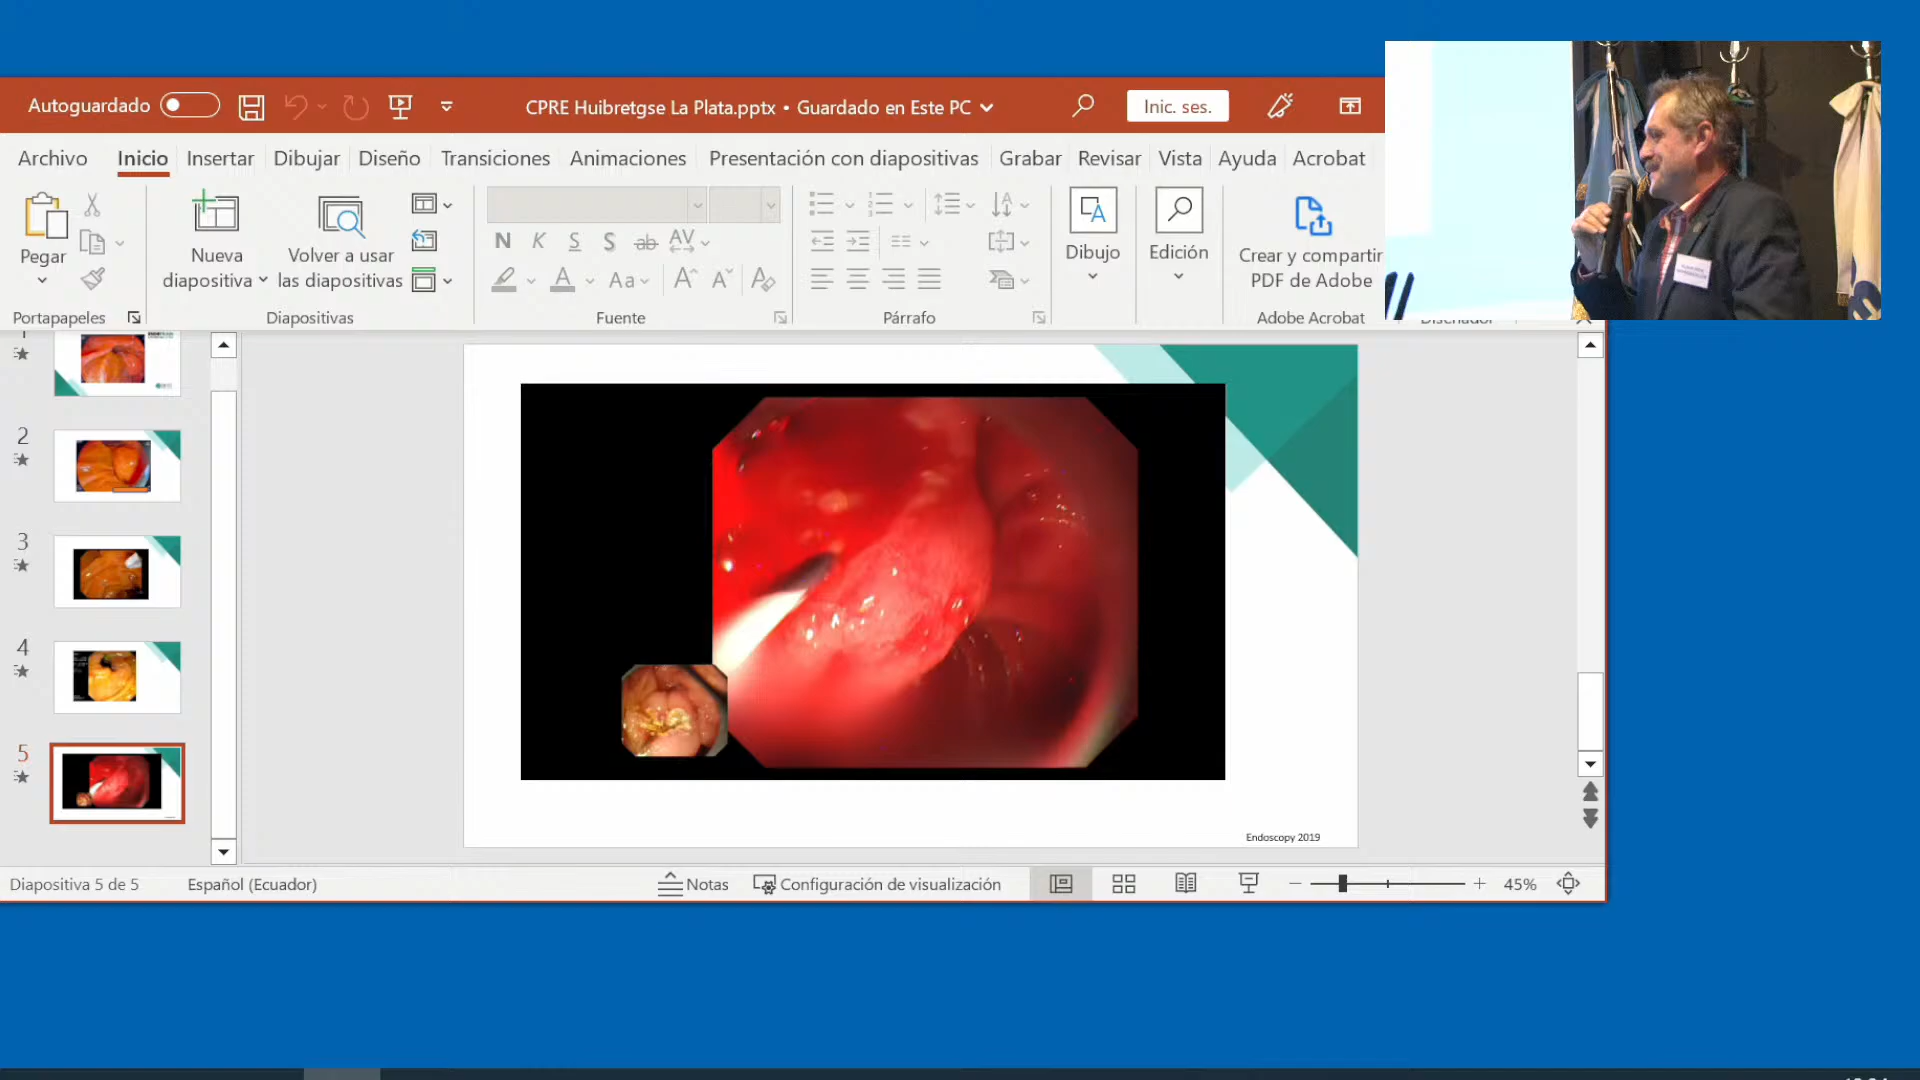 Autoguardado
CPRE Huibretgse La Plata.pptx • Guardado en Este PC
Inic. ses.
Archivo Inicio Insertar Dibujar Diseño Transiciones Animaciones Presentación con diapositivas Grabar Revisar Vista Ayuda Acrobat
Pegar
Nueva diapositiva
Volver a usar las diapositivas
N K S S ab AV
A Aa A A A
Dibujo
Edición
Crear y compartir PDF de Adobe
Portapapeles
Diapositivas
Fuente
Párrafo
Adobe Acrobat
Diseñador
2
3
4
5
Endoscopy 2019
Diapositiva 5 de 5
Español (Ecuador)
Notas
Configuración de visualización
45%